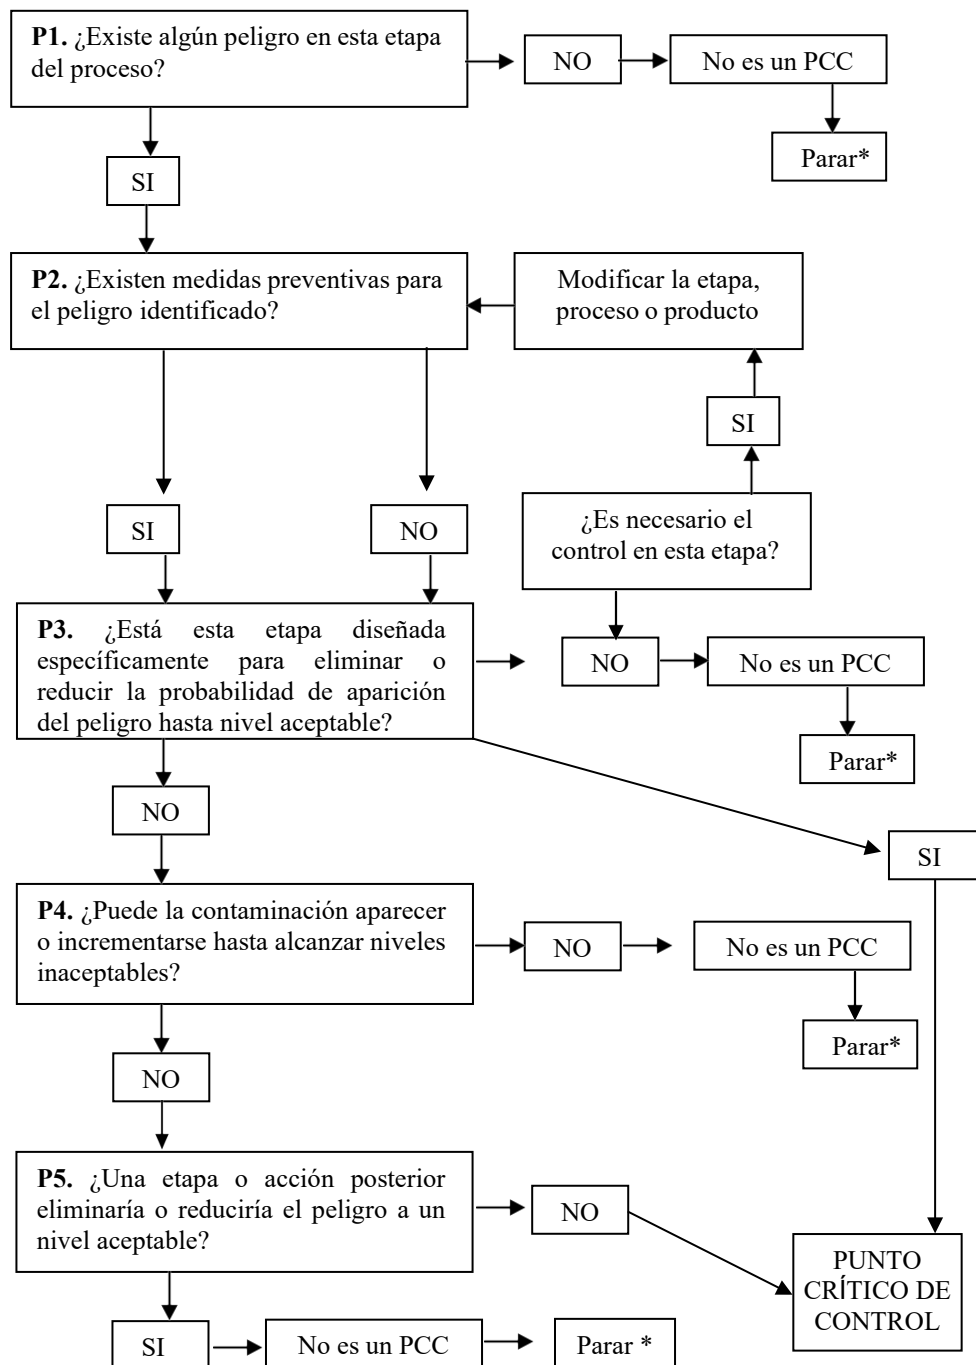 P1. ¿Existe algún peligro en esta etapa
del proceso?
NO
No es un PCC
Parar*
SI
P2. ¿Existen medidas preventivas para
el peligro identificado?
Modificar la etapa,
proceso o producto
SI
¿Es necesario el
control en esta etapa?
SI
NO
P3. ¿Está esta etapa diseñada
específicamente para eliminar o
reducir la probabilidad de aparición
del peligro hasta nivel aceptable?
NO
No es un PCC
Parar*
NO
SI
P4. ¿Puede la contaminación aparecer
o incrementarse hasta alcanzar niveles
inaceptables?
NO
No es un PCC
Parar*
NO
P5. ¿Una etapa o acción posterior
eliminaría o reduciría el peligro a un
nivel aceptable?
NO
PUNTO
CRÍTICO DE
CONTROL
SI
No es un PCC
Parar *